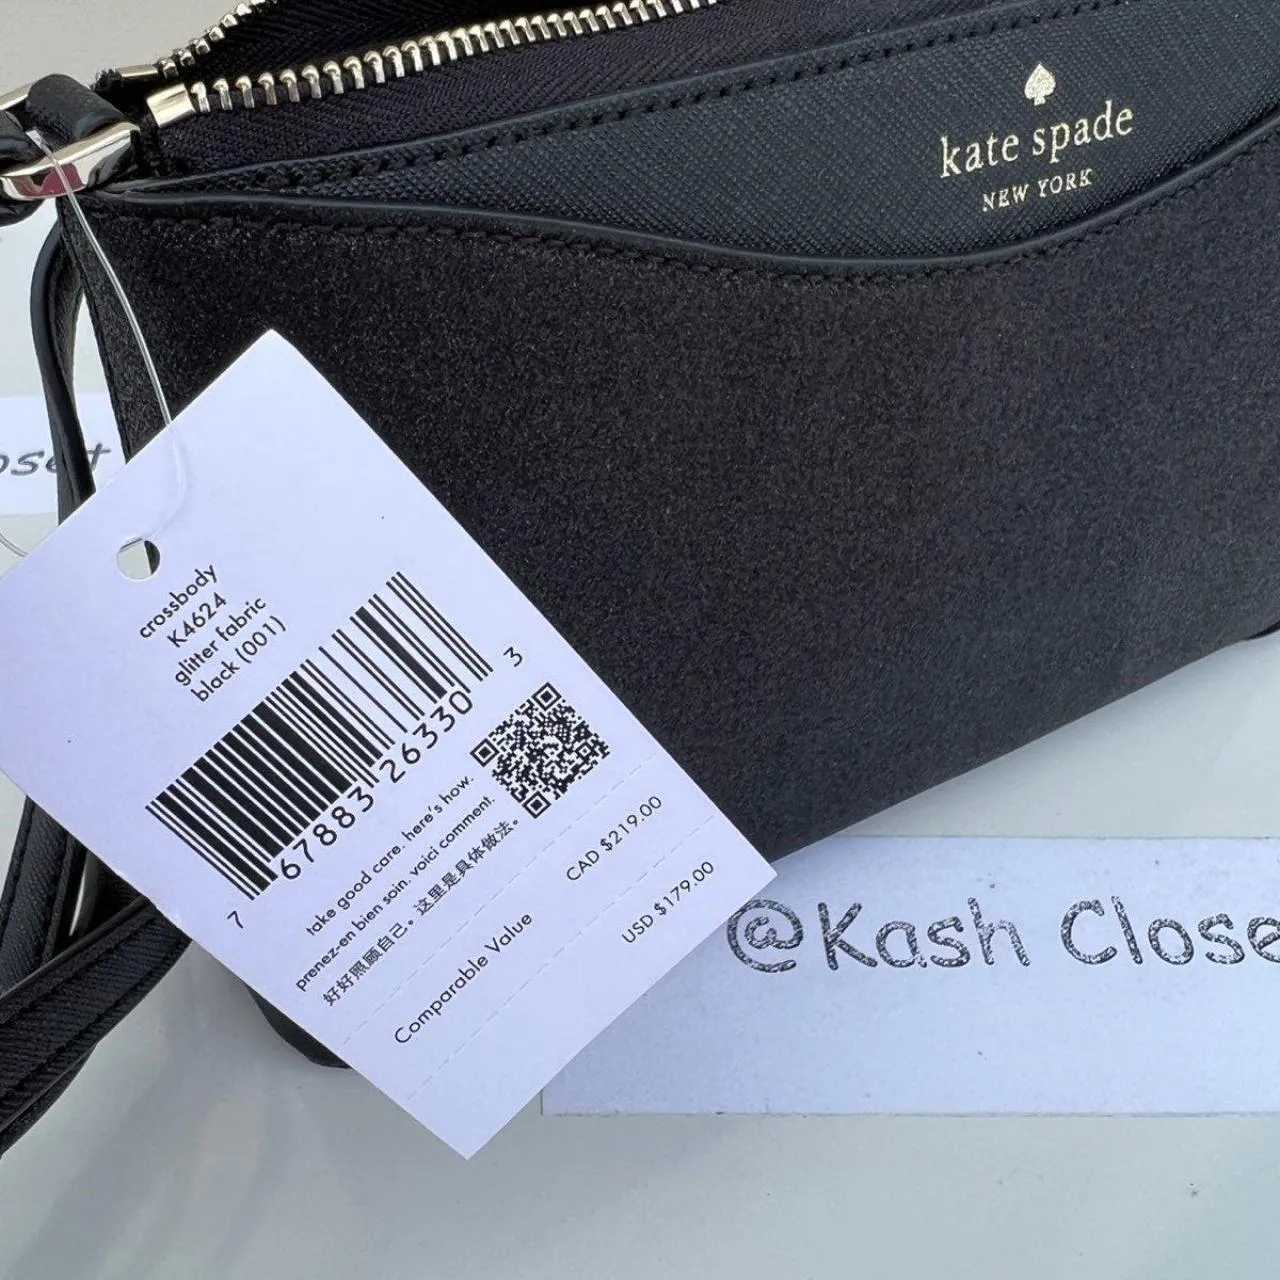 kate spade
NEW YORK
oset
crossbody
K4624
glitter fabric
black (001)
7 67883 26330 3
take good care. here's how.
prenez-en bien soin. voici comment.
好好照顾自己。这里是具体做法。
Comparable Value
CAD $219.00
USD $179.00
@Kash Close